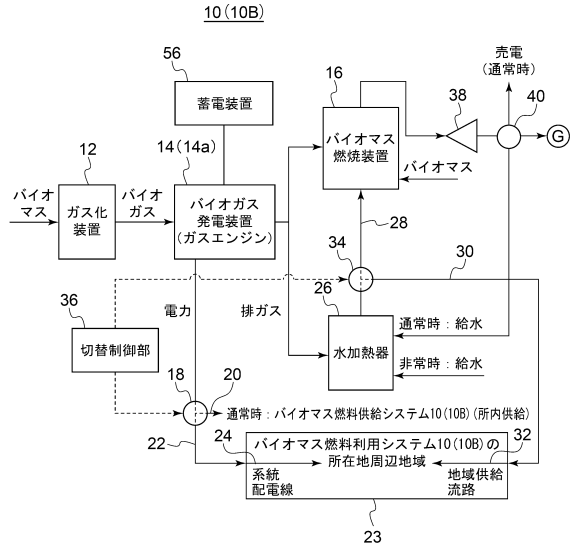 10(10B)
売電
(通常時)
56
蓄電装置
16
バイオマス
燃焼装置
38
40
G
12
ガス化
装置
バイオ
マス
バイオ
ガス
14(14a)
バイオガス
発電装置
(ガスエンジン)
バイオマス
28
34
30
36
切替制御部
電力
排ガス
26
水加熱器
通常時：給水
非常時：給水
18
20
通常時：バイオマス燃料供給システム10(10B)(所内供給)
22
24
32
バイオマス燃料利用システム10(10B)の
所在地周辺地域
系統
配電線
地域供給
流路
23